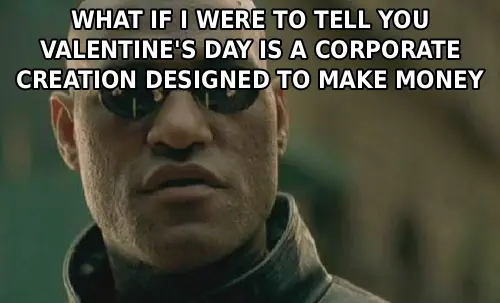 WHAT IF I WERE TO TELL YOU
VALENTINE'S DAY IS A CORPORATE
CREATION DESIGNED TO MAKE MONEY